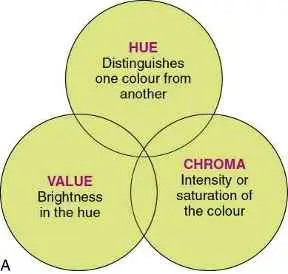 HUE
Distinguishes
one colour from
another
VALUE
Brightness
in the hue
CHROMA
Intensity or
saturation of
the colour
A